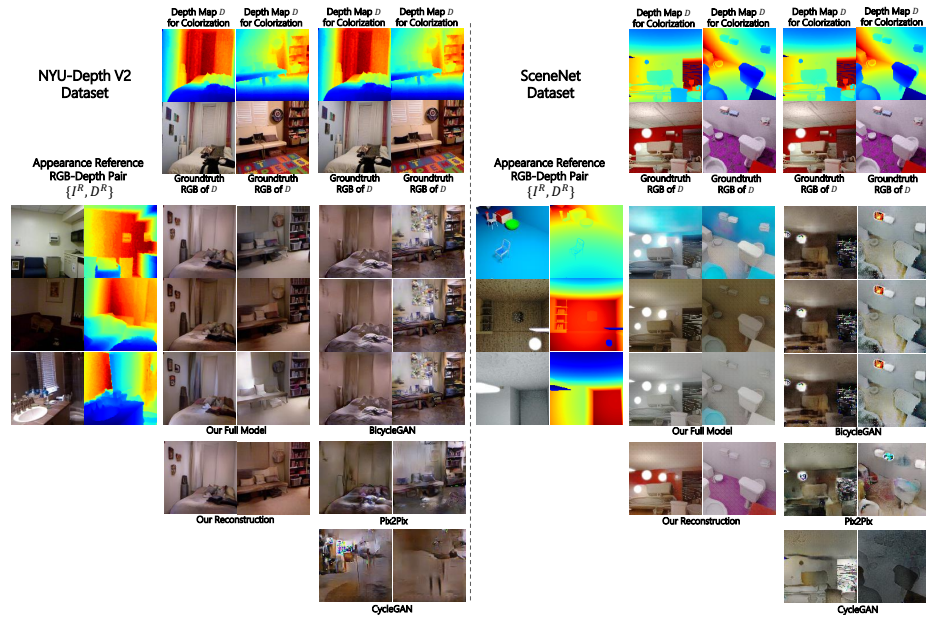 Depth Map D
for Colorization
Depth Map D
for Colorization
Depth Map D
for Colorization
Depth Map D
for Colorization
NYU-Depth V2
Dataset
Appearance Reference
RGB-Depth Pair
{I^R, D^R}
Groundtruth
RGB of D
Groundtruth
RGB of D
Groundtruth
RGB of D
Groundtruth
RGB of D
Our Full Model
BicycleGAN
Our Reconstruction
Pix2Pix
CycleGAN
Depth Map D
for Colorization
Depth Map D
for Colorization
Depth Map D
for Colorization
Depth Map D
for Colorization
SceneNet
Dataset
Appearance Reference
RGB-Depth Pair
{I^R, D^R}
Groundtruth
RGB of D
Groundtruth
RGB of D
Groundtruth
RGB of D
Groundtruth
RGB of D
Our Full Model
BicycleGAN
Our Reconstruction
Pix2Pix
CycleGAN